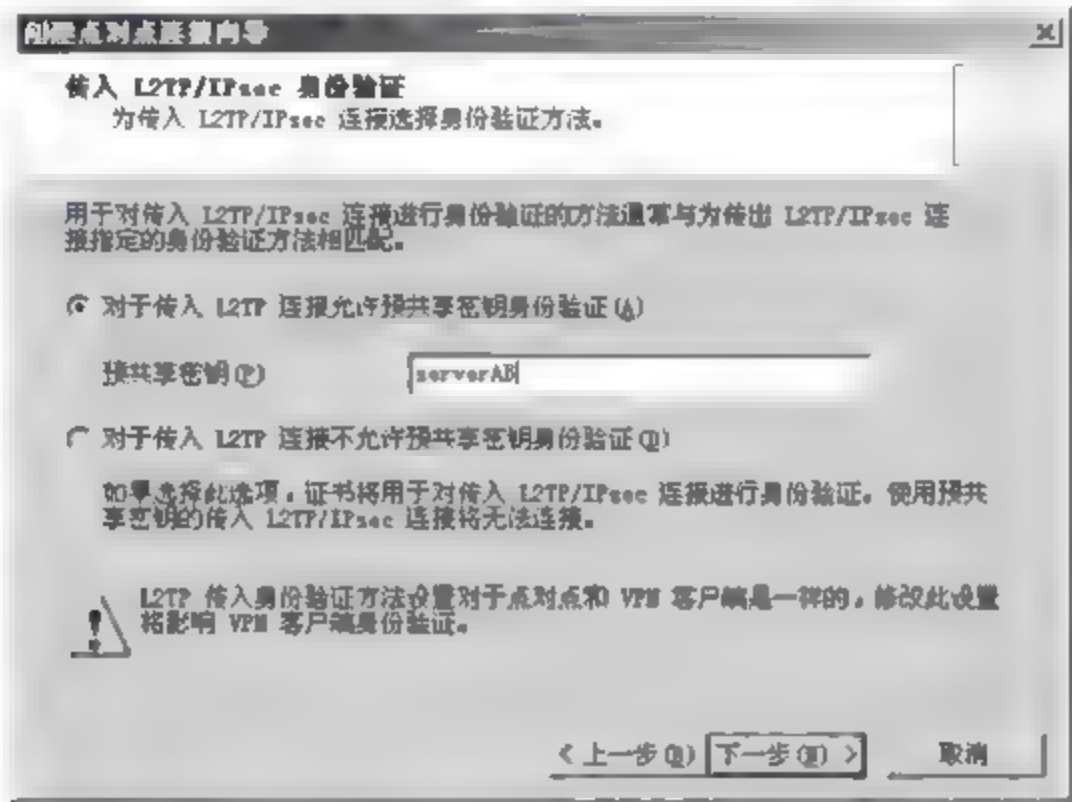 创建点对点连接向导
传入 L2TP/IPsec 身份验证
为传入 L2TP/IPsec 连接选择身份验证方法。
用于对传入 L2TP/IPsec 连接进行身份验证的方法通常与为传出 L2TP/IPsec 连
接指定的身份验证方法相匹配。
对于传入 L2TP 连接允许预共享密钥身份验证(A)
预共享密钥(P) serverAB
对于传入 L2TP 连接不允许预共享密钥身份验证(D)
如果选择此选项，证书将用于对传入 L2TP/IPsec 连接进行身份验证。使用预共
享密钥的传入 L2TP/IPsec 连接将无法连接。
L2TP 传入身份验证方法设置对于点对点和 VPN 客户端是一样的，修改此设置
将影响 VPN 客户端身份验证。
< 上一步(B) 下一步(N) > 取消